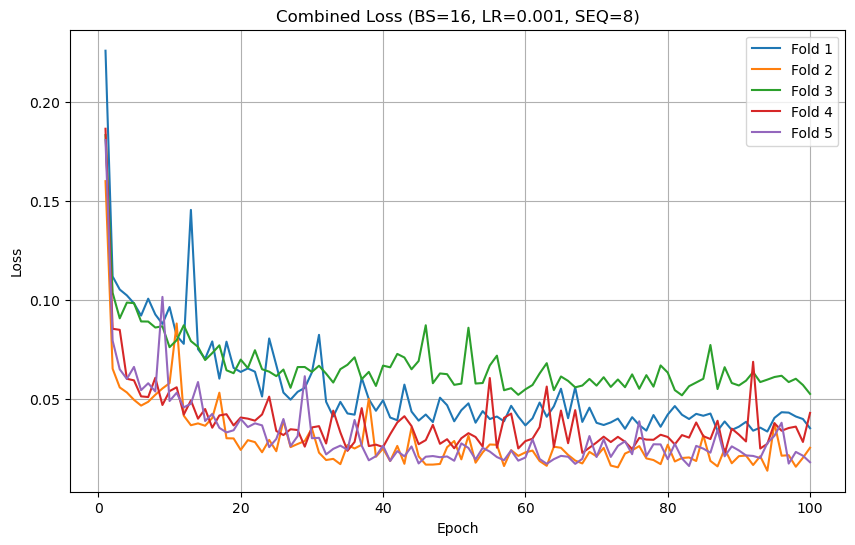 Combined Loss (BS=16, LR=0.001, SEQ=8)
Fold 1
Fold 2
Fold 3
Fold 4
Fold 5
Loss
0.20
0.15
0.10
0.05
0
20
40
60
80
100
Epoch